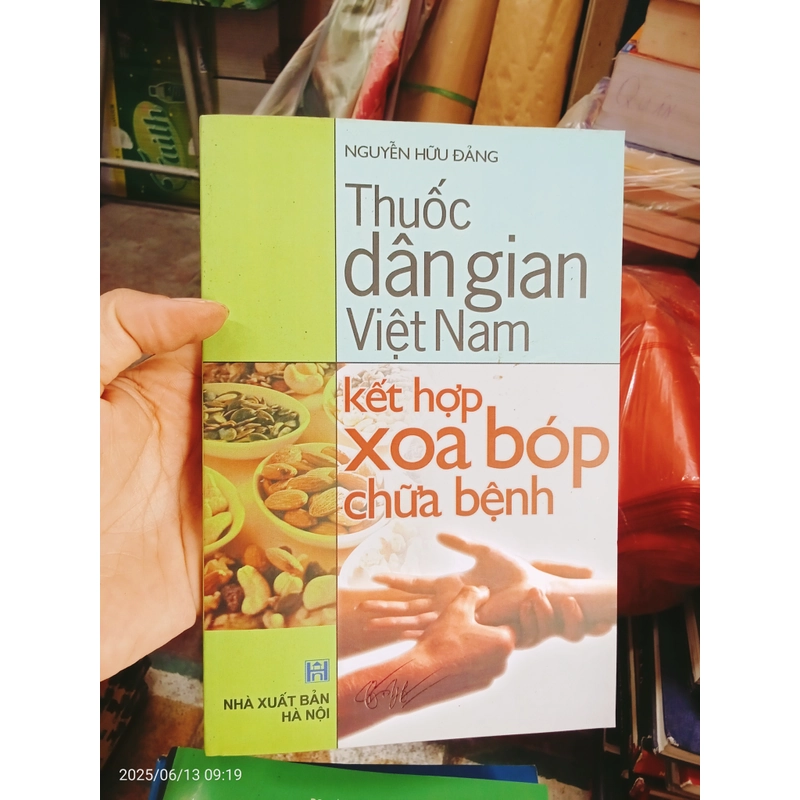 NGUYỄN HỮU ĐẢNG
Thuốc
dân gian
Việt Nam
kết hợp
xoa bóp
chữa bệnh
NHÀ XUẤT BẢN
HÀ NỘI
Faith
2025/06/13 09:19